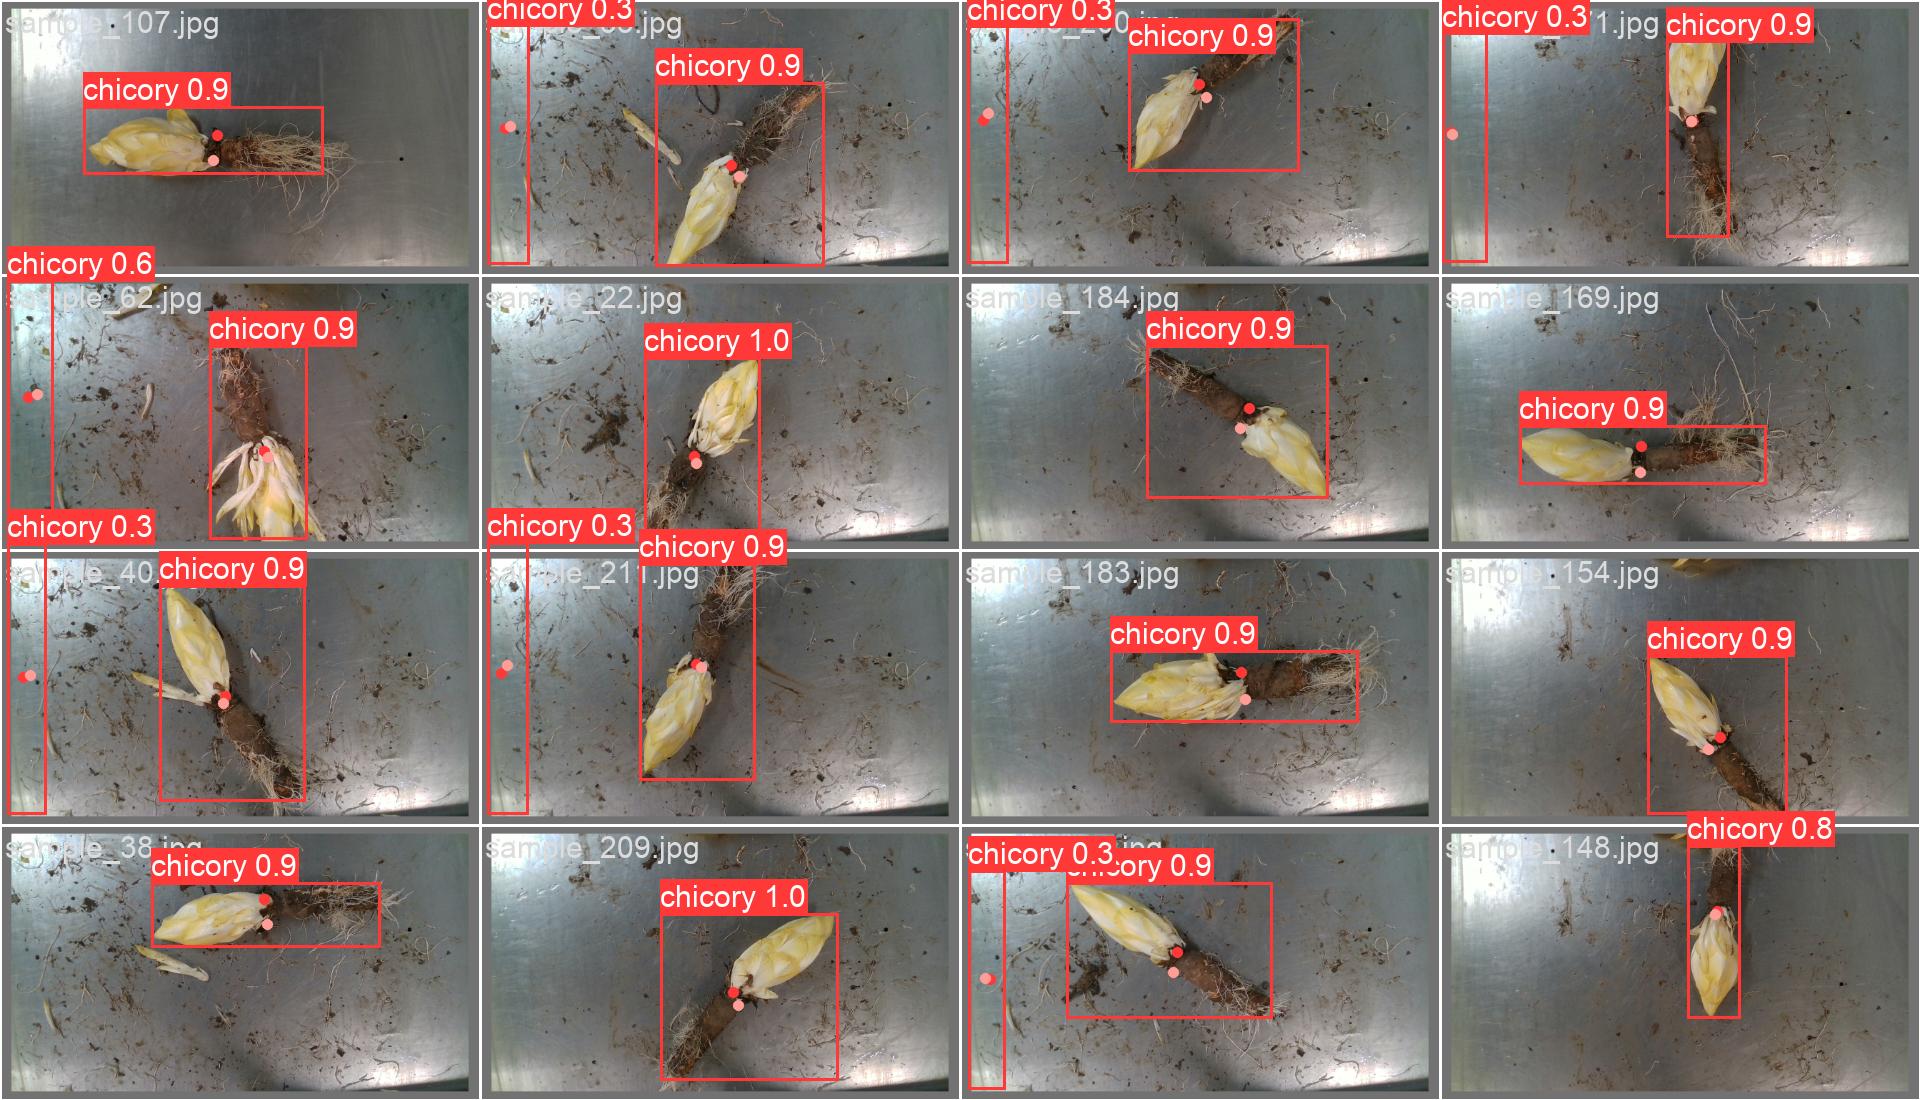 sample_107.jpg
chicory 0.9
chicory 0.3
.jpg
chicory 0.9
chicory 0.3
chicory 0.9
chicory 0.3
1.jpg
chicory 0.9
chicory 0.6
sample_62.jpg
chicory 0.9
sample_22.jpg
chicory 1.0
sample_184.jpg
chicory 0.9
sample_169.jpg
chicory 0.9
chicory 0.3
sample_40
chicory 0.9
chicory 0.3
sample_211.jpg
chicory 0.9
sample_183.jpg
chicory 0.9
sample_154.jpg
chicory 0.9
sample_38.jpg
chicory 0.9
sample_209.jpg
chicory 1.0
chicory 0.3
chicory 0.9
sample_148.jpg
chicory 0.8